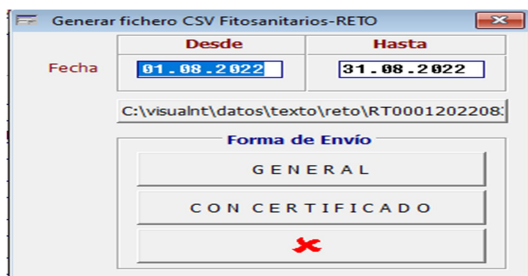 Generar fichero CSV Fitosanitarios-RETO
Desde Hasta
Fecha 01.08.2022 31.08.2022
C:\visualnt\datos\texto\reto\RT00012022083
Forma de Envío
GENERAL
CON CERTIFICADO